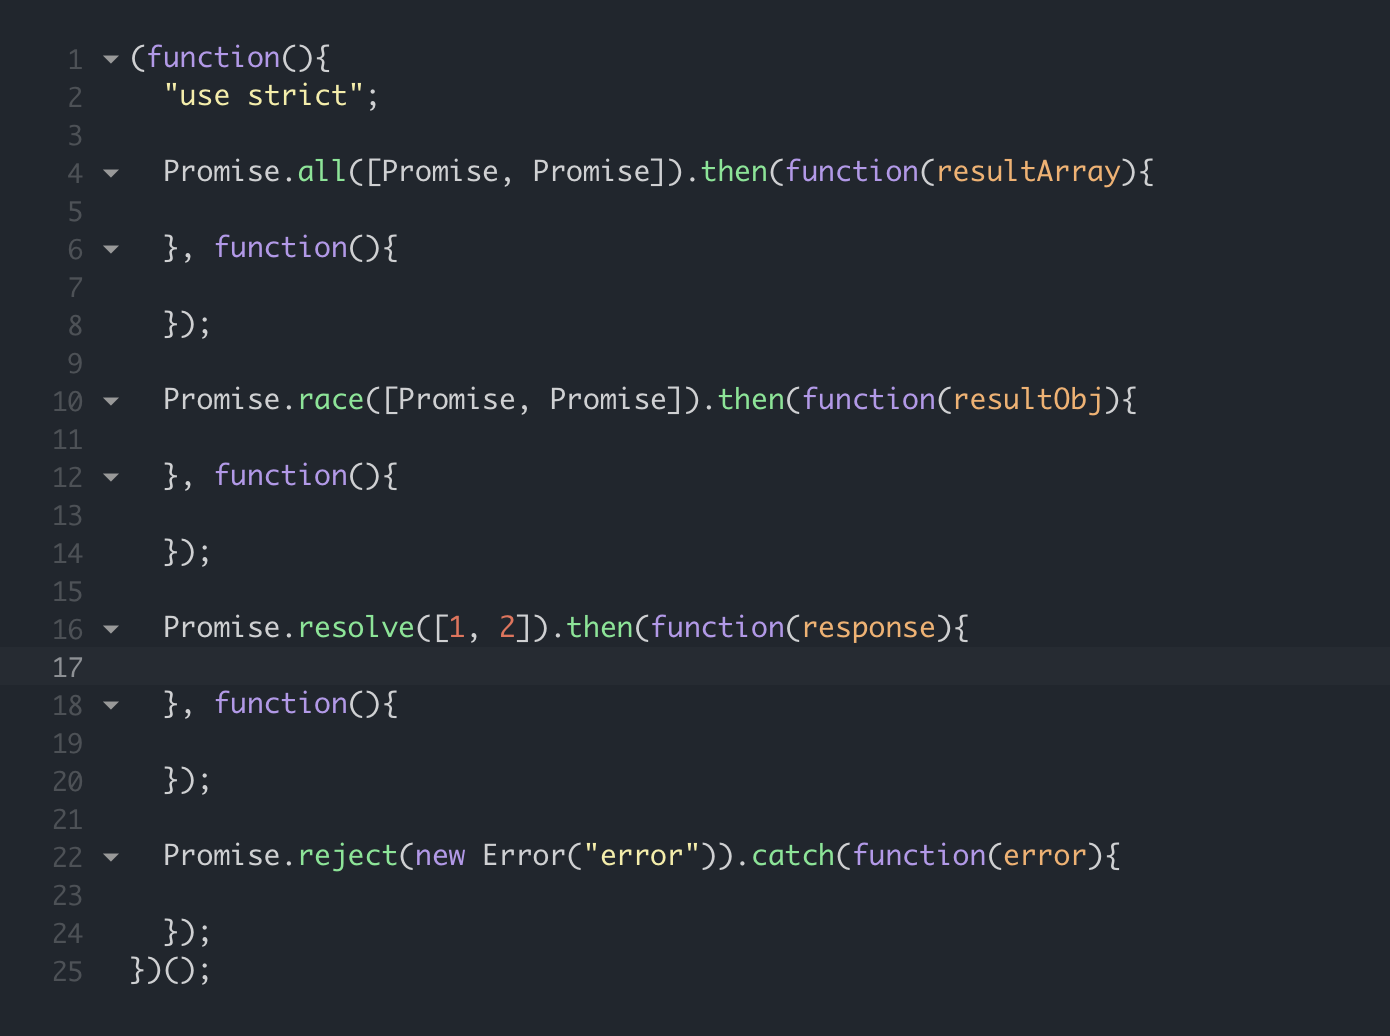 1 (function(){
2 "use strict";
3
4 Promise.all([Promise, Promise]).then(function(resultArray){
5
6 }, function(){
7
8 });
9
10 Promise.race([Promise, Promise]).then(function(resultObj){
11
12 }, function(){
13
14 });
15
16 Promise.resolve([1, 2]).then(function(response){
17
18 }, function(){
19
20 });
21
22 Promise.reject(new Error("error")).catch(function(error){
23
24 });
25 })();